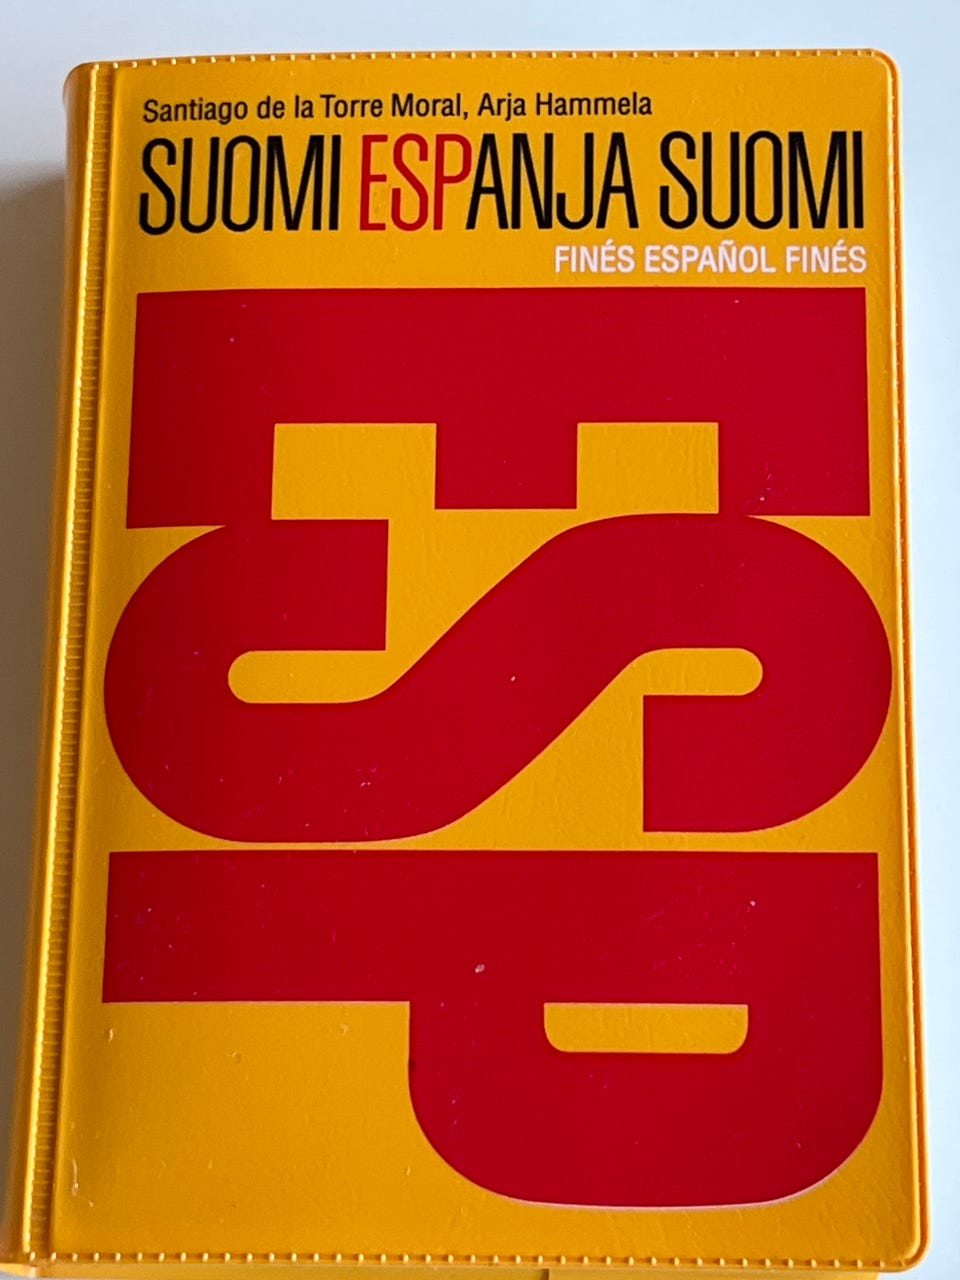 Santiago de la Torre Moral, Arja Hammela
SUOMI ESPANJA SUOMI
FINÉS ESPAÑOL FINÉS
ESP